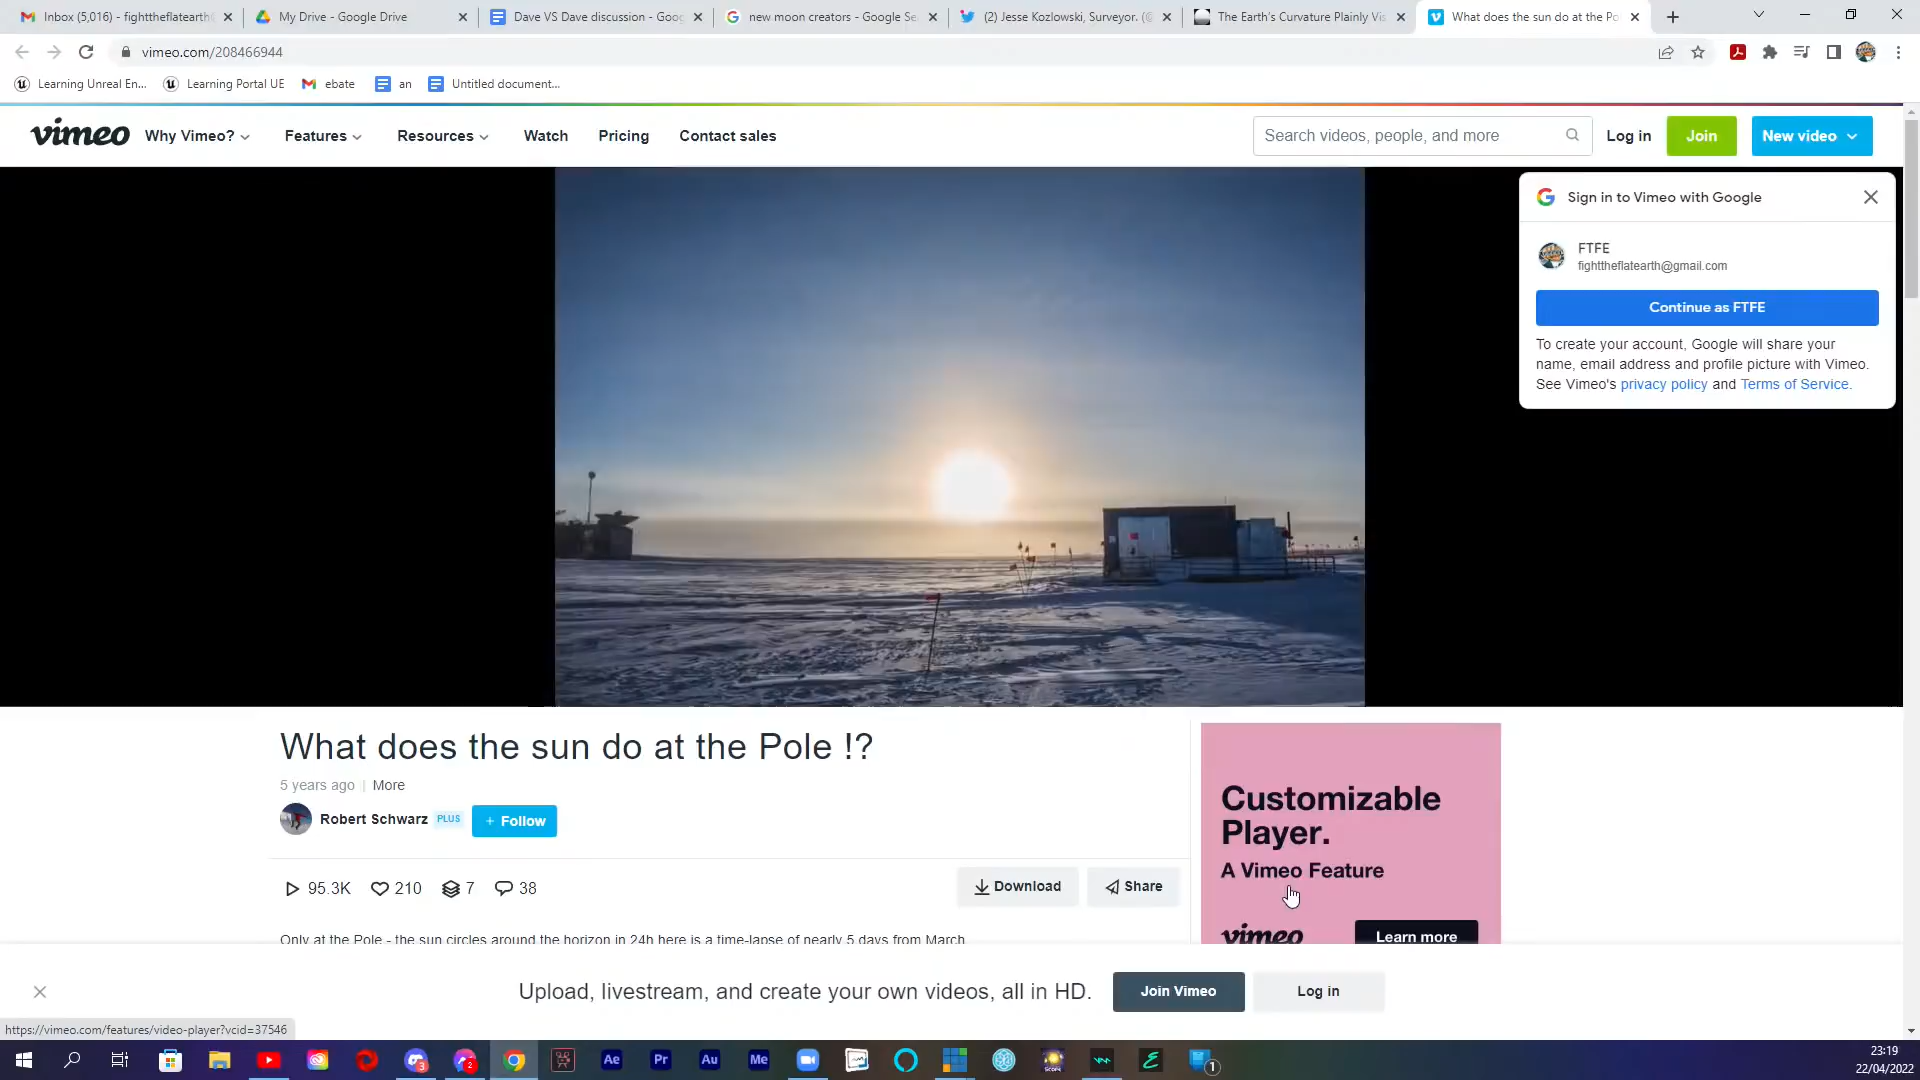 Inbox (5,016) - fighttheflatearth
My Drive - Google Drive
Dave VS Dave discussion - Goog
new moon creators - Google Se
(2) Jesse Kozlowski, Surveyor. (@
The Earth's Curvature Plainly Vis
What does the sun do at the Po
vimeo.com/208466944
Learning Unreal En...
Learning Portal UE
ebate
an
Untitled document...
vimeo
Why Vimeo?
Features
Resources
Watch
Pricing
Contact sales
Search videos, people, and more
Log in
Join
New video
Sign in to Vimeo with Google
FTFE
fighttheflatearth@gmail.com
Continue as FTFE
To create your account, Google will share your
name, email address and profile picture with Vimeo.
See Vimeo's privacy policy and Terms of Service.
What does the sun do at the Pole !?
5 years ago | More
Robert Schwarz PLUS
+ Follow
95.3K
210
7
38
Download
Share
Only at the Pole - the sun circles around the horizon in 24h here is a time-lapse of nearly 5 days from March
Customizable
Player.
A Vimeo Feature
vimeo
Learn more
Upload, livestream, and create your own videos, all in HD.
Join Vimeo
Log in
https://vimeo.com/features/video-player?vcid=37546
3
2
Ae
Pr
Au
Me
1
23:19
22/04/2022